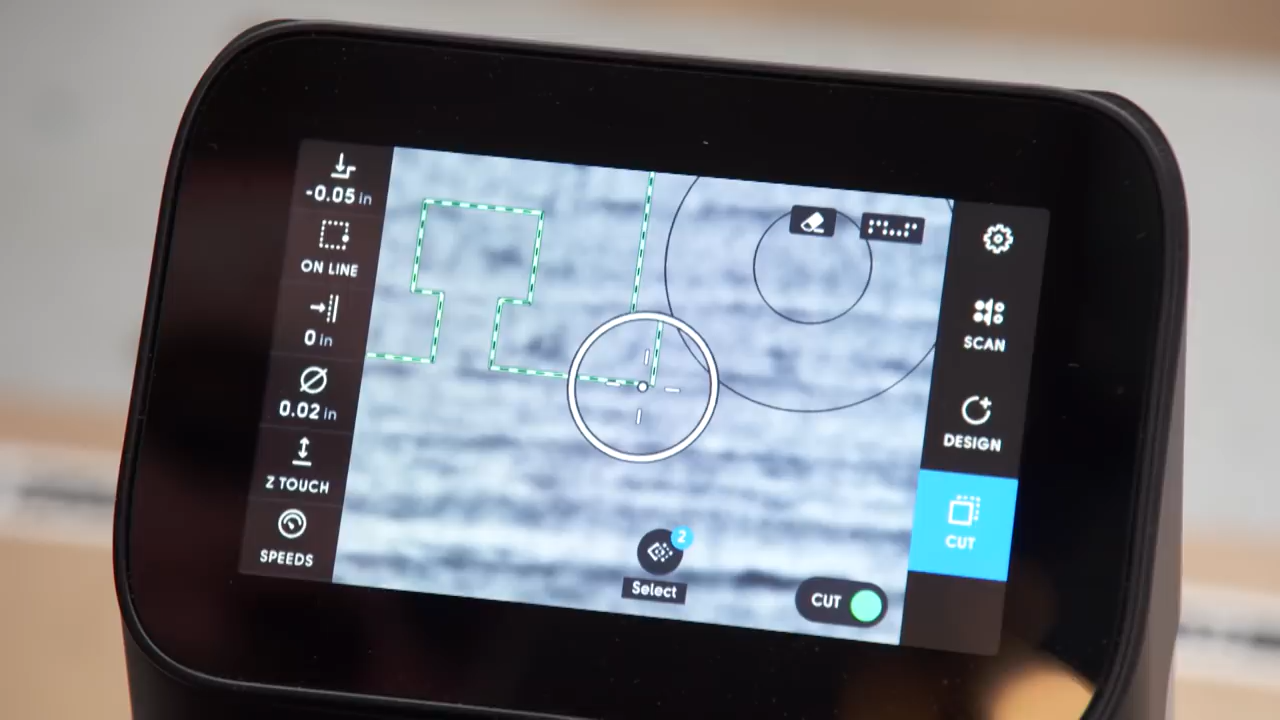 -0.05 in
ON LINE
0 in
0.02 in
Z TOUCH
SPEEDS
2
Select
CUT
SCAN
DESIGN
CUT